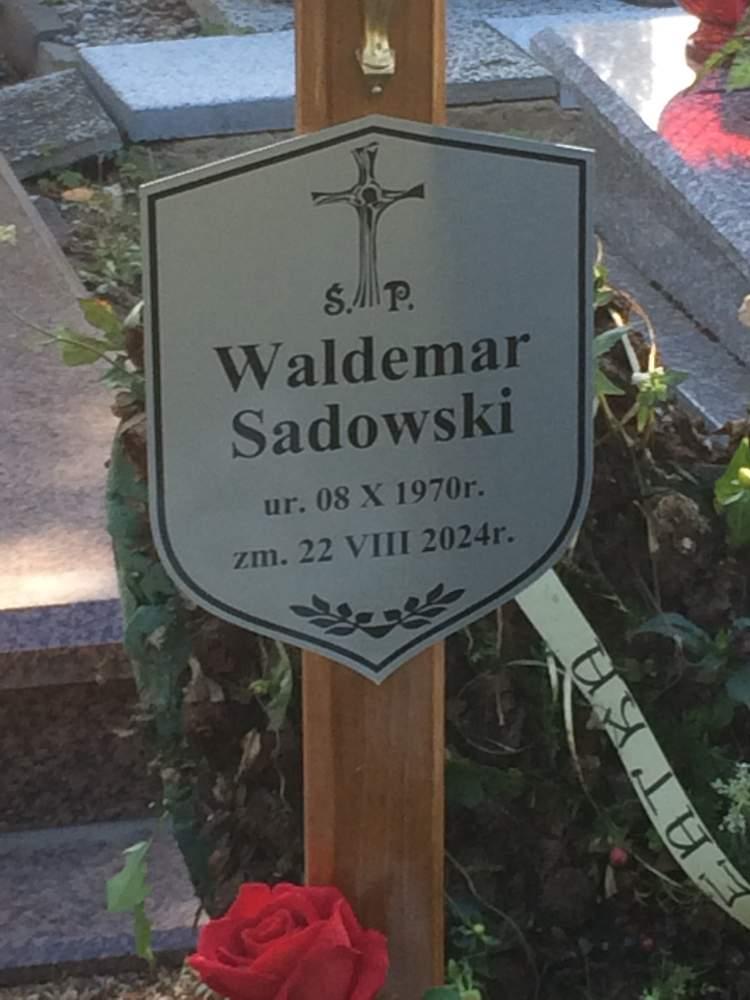 Ś. P.
Waldemar
Sadowski
ur. 08 X 1970r.
zm. 22 VIII 2024r.